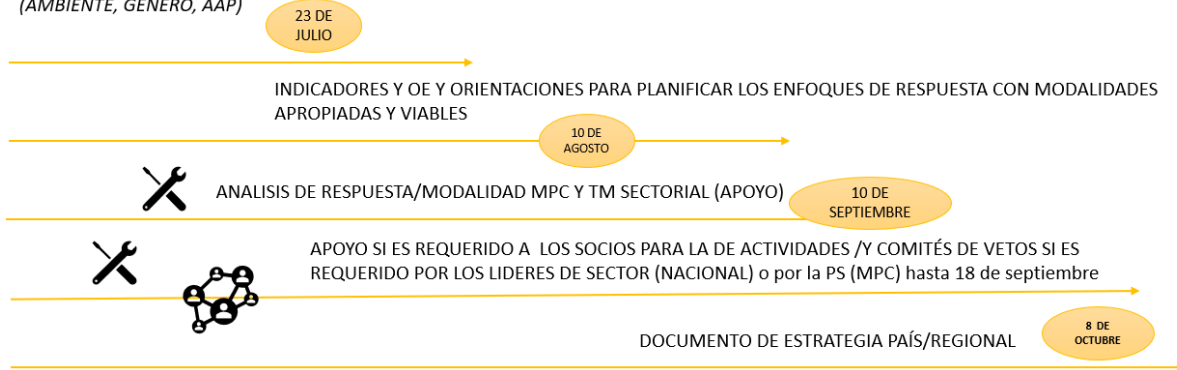 (AMBIENTE, GENERO, AAP)
23 DE
JULIO
INDICADORES Y OE Y ORIENTACIONES PARA PLANIFICAR LOS ENFOQUES DE RESPUESTA CON MODALIDADES
APROPIADAS Y VIABLES
10 DE
AGOSTO
ANALISIS DE RESPUESTA/MODALIDAD MPC Y TM SECTORIAL (APOYO)
10 DE
SEPTIEMBRE
APOYO SI ES REQUERIDO A LOS SOCIOS PARA LA DE ACTIVIDADES /Y COMITÉS DE VETOS SI ES
REQUERIDO POR LOS LIDERES DE SECTOR (NACIONAL) o por la PS (MPC) hasta 18 de septiembre
DOCUMENTO DE ESTRATEGIA PAÍS/REGIONAL
8 DE
OCTUBRE